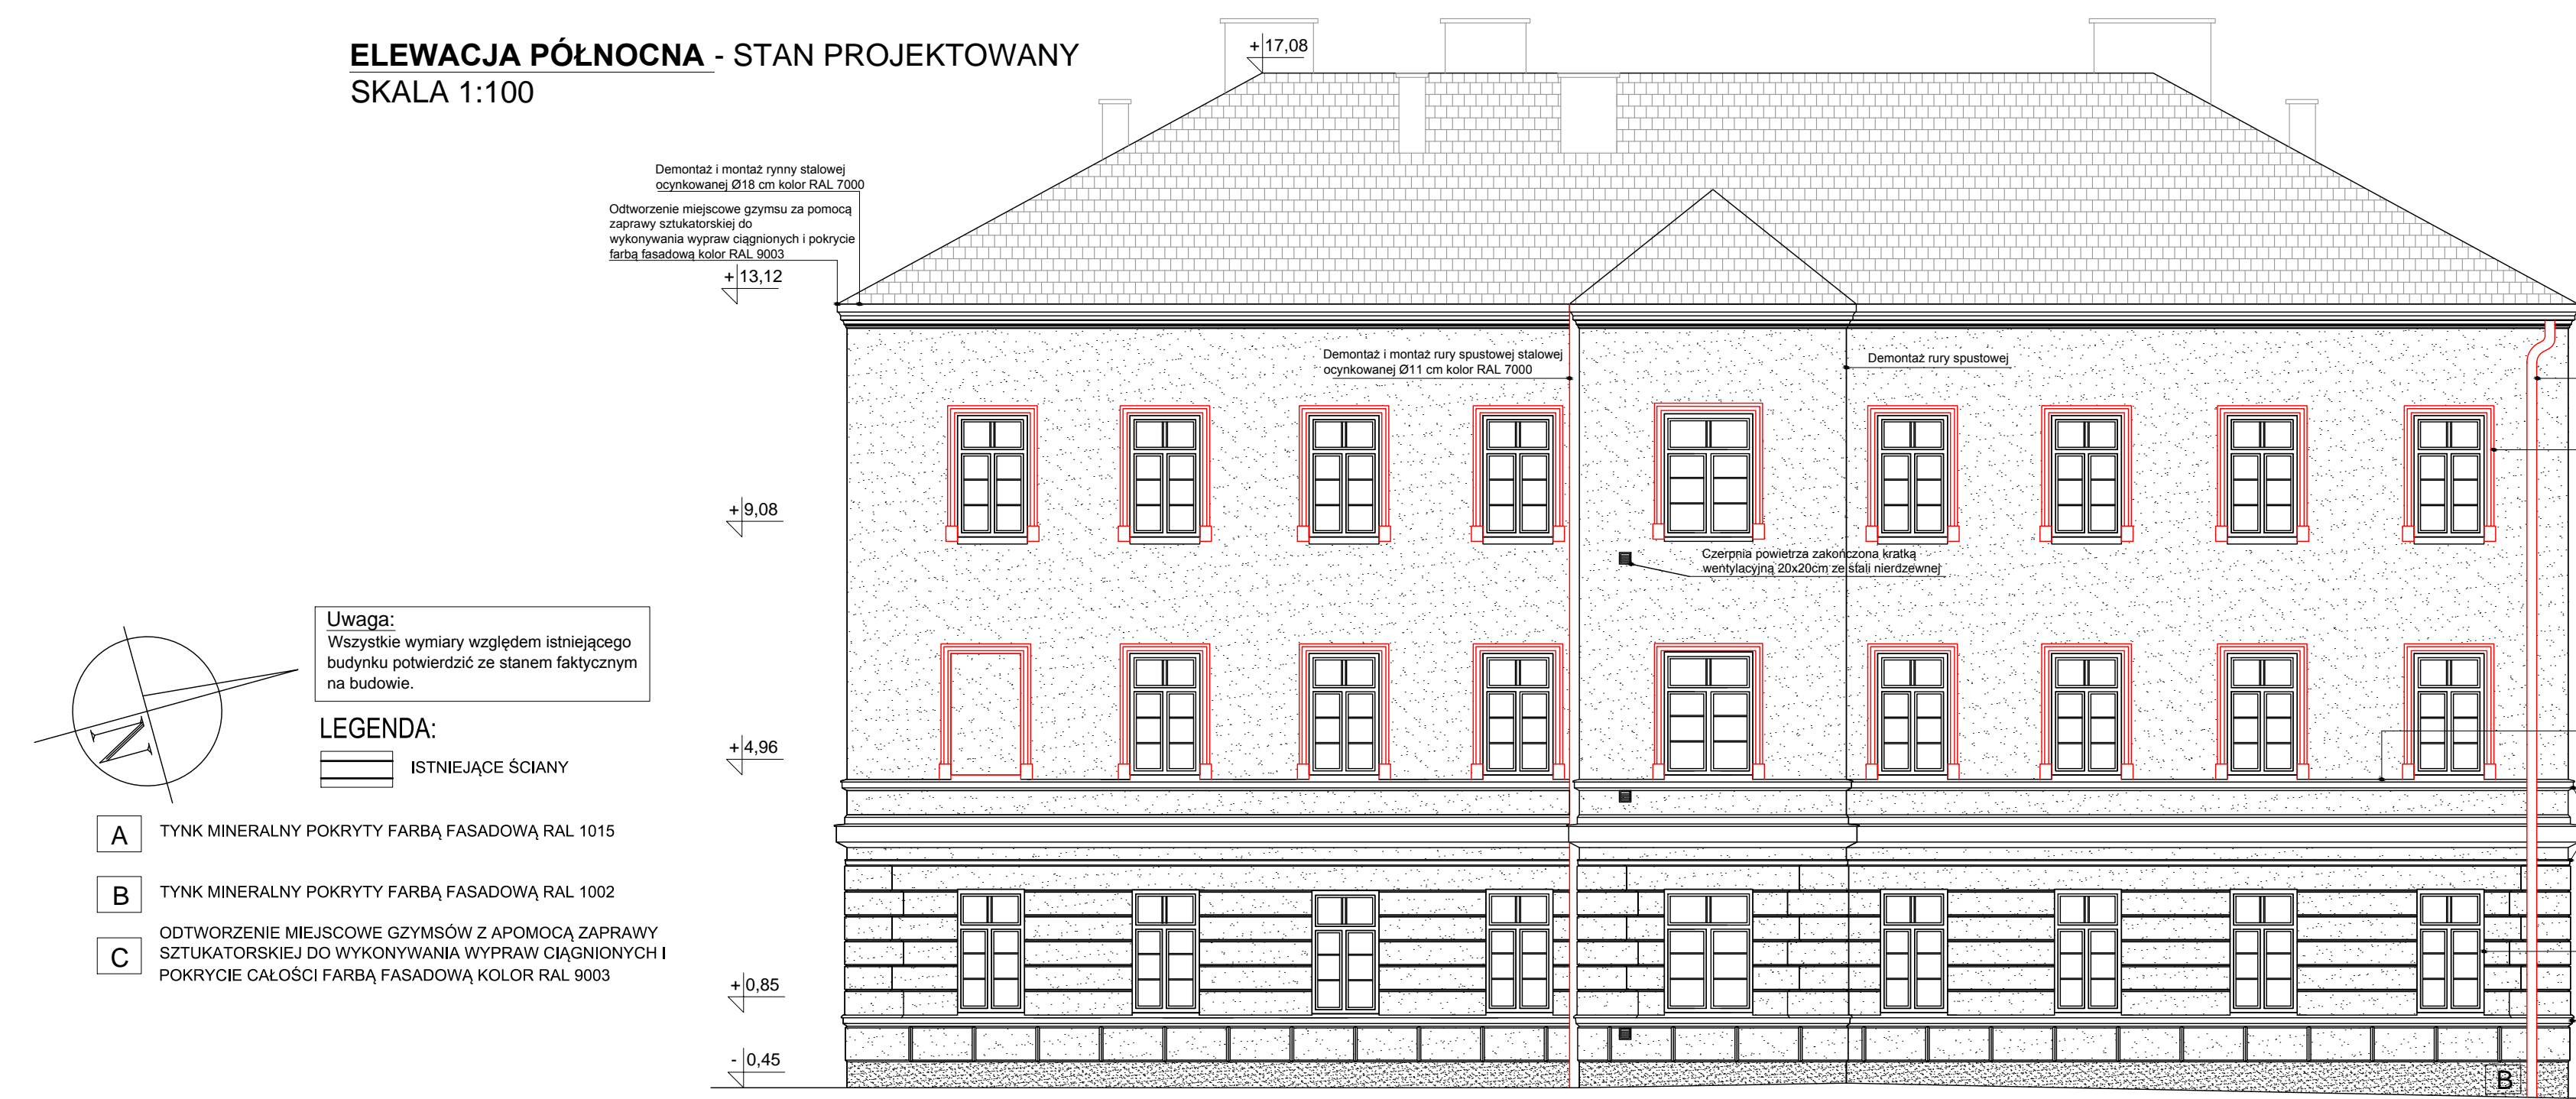 ELEWACJA PÓŁNOCNA - STAN PROJEKTOWANY
SKALA 1:100
+17,08
Demontaż i montaż rynny stalowej
ocynkowanej Ø18 cm kolor RAL 7000
Odtworzenie miejscowe gzymsu za pomocą
zaprawy sztukatorskiej do
wykonywania wypraw ciągnionych i pokrycie
farbą fasadową kolor RAL 9003
+13,12
Demontaż i montaż rury spustowej stalowej
ocynkowanej Ø11 cm kolor RAL 7000
Demontaż rury spustowej
+9,08
Czerpnia powietrza zakończona kratką
wentylacyjną 20x20cm ze stali nierdzewnej
Uwaga:
Wszystkie wymiary względem istniejącego
budynku potwierdzić ze stanem faktycznym
na budowie.
N
LEGENDA:
ISTNIEJĄCE ŚCIANY
+4,96
A TYNK MINERALNY POKRYTY FARBĄ FASADOWĄ RAL 1015
B TYNK MINERALNY POKRYTY FARBĄ FASADOWĄ RAL 1002
C ODTWORZENIE MIEJSCOWE GZYMSÓW Z APOMOCĄ ZAPRAWY
SZTUKATORSKIEJ DO WYKONYWANIA WYPRAW CIĄGNIONYCH I
POKRYCIE CAŁOŚCI FARBĄ FASADOWĄ KOLOR RAL 9003
+0,85
- 0,45
B